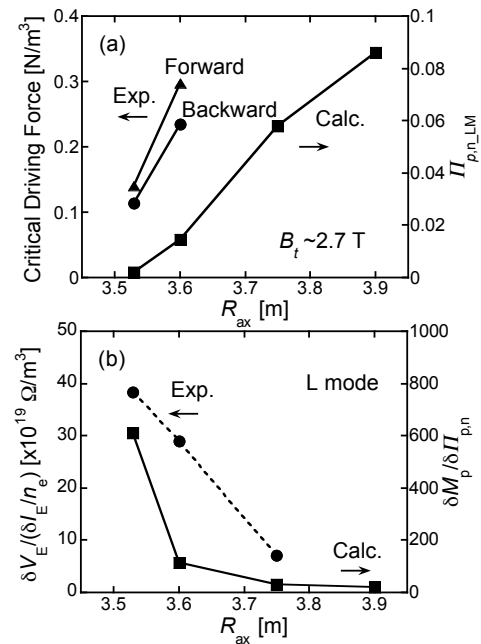 (a)
Critical Driving Force [N/m³]
0.4
0.3
0.2
0.1
0
Forward
Exp.
Backward
Calc.
B_t ~2.7 T
0.1
0.08
0.06
0.04
0.02
0
Π_p,n_LM
3.5 3.6 3.7 3.8 3.9
R_ax [m]
(b)
δV_E/(δI_E/n_e) [x10^19 Ω/m³]
50
40
30
20
10
0
Exp.
L mode
Calc.
1000
800
600
400
200
0
δM_p/δΠ_p,n
3.5 3.6 3.7 3.8 3.9
R_ax [m]